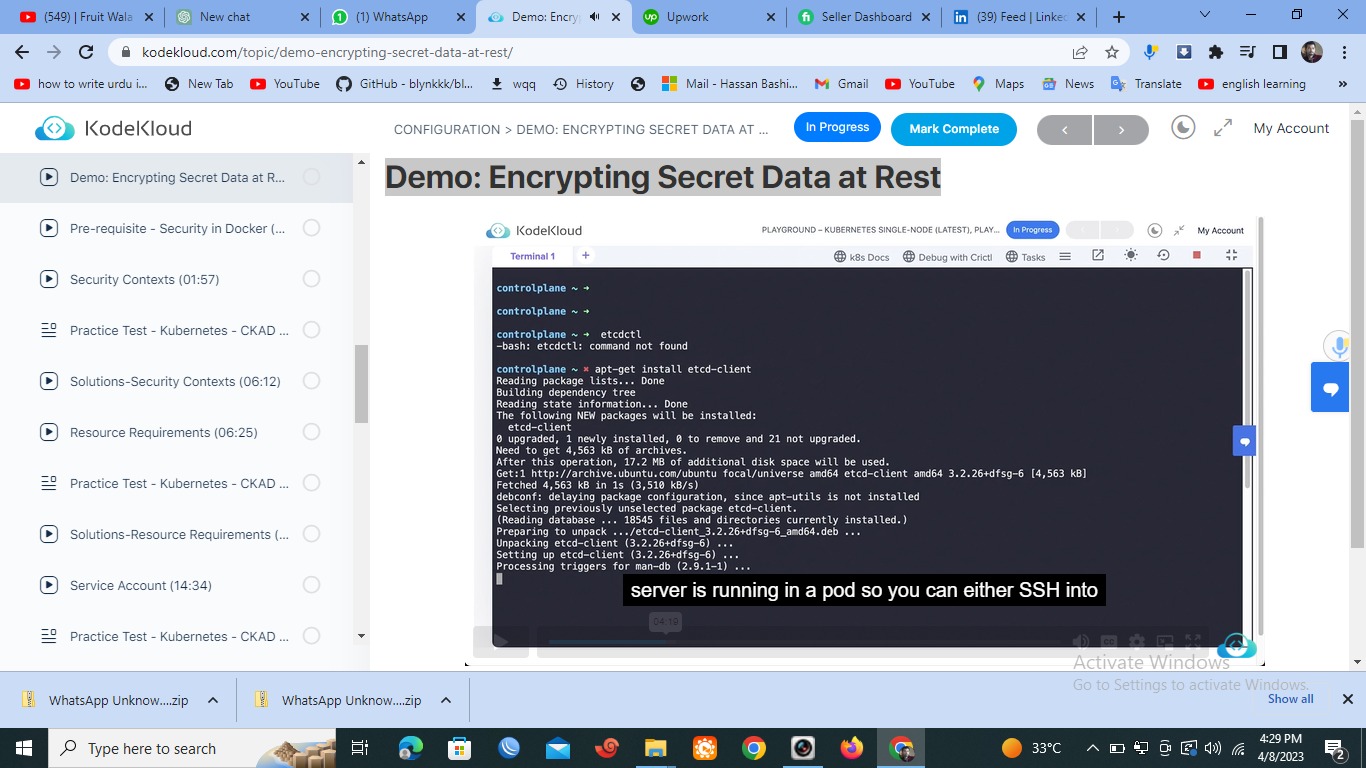 (549) | Fruit Wala
New chat
(1) WhatsApp
Demo: Encry
Upwork
Seller Dashboard
(39) Feed | Linke
kodekloud.com/topic/demo-encrypting-secret-data-at-rest/
how to write urdu i...
New Tab
YouTube
GitHub - blynkkk/bl...
wqq
History
Mail - Hassan Bashi...
Gmail
YouTube
Maps
News
Translate
english learning
»
KodeKloud
CONFIGURATION > DEMO: ENCRYPTING SECRET DATA AT ...
In Progress
Mark Complete
< >
My Account
Demo: Encrypting Secret Data at R...
Pre-requisite - Security in Docker (...
Security Contexts (01:57)
Practice Test - Kubernetes - CKAD ...
Solutions-Security Contexts (06:12)
Resource Requirements (06:25)
Practice Test - Kubernetes - CKAD ...
Solutions-Resource Requirements (...
Service Account (14:34)
Practice Test - Kubernetes - CKAD ...
Demo: Encrypting Secret Data at Rest
KodeKloud
PLAYGROUND – KUBERNETES SINGLE-NODE (LATEST), PLAY...
In Progress
My Account
Terminal 1
+
k8s Docs
Debug with Crictl
Tasks
controlplane ~ ➜
controlplane ~ ➜
controlplane ~ ➜  etcdctl
-bash: etcdctl: command not found
controlplane ~ ✖ apt-get install etcd-client
Reading package lists... Done
Building dependency tree
Reading state information... Done
The following NEW packages will be installed:
  etcd-client
0 upgraded, 1 newly installed, 0 to remove and 21 not upgraded.
Need to get 4,563 kB of archives.
After this operation, 17.2 MB of additional disk space will be used.
Get:1 http://archive.ubuntu.com/ubuntu focal/universe amd64 etcd-client amd64 3.2.26+dfsg-6 [4,563 kB]
Fetched 4,563 kB in 1s (3,510 kB/s)
debconf: delaying package configuration, since apt-utils is not installed
Selecting previously unselected package etcd-client.
(Reading database ... 18545 files and directories currently installed.)
Preparing to unpack .../etcd-client_3.2.26+dfsg-6_amd64.deb ...
Unpacking etcd-client (3.2.26+dfsg-6) ...
Setting up etcd-client (3.2.26+dfsg-6) ...
Processing triggers for man-db (2.9.1-1) ...
server is running in a pod so you can either SSH into
04:19
CC
Activate Windows
Go to Settings to activate Windows.
WhatsApp Unknow....zip
WhatsApp Unknow....zip
Show all
Type here to search
33°C
4:29 PM
4/8/2023
2